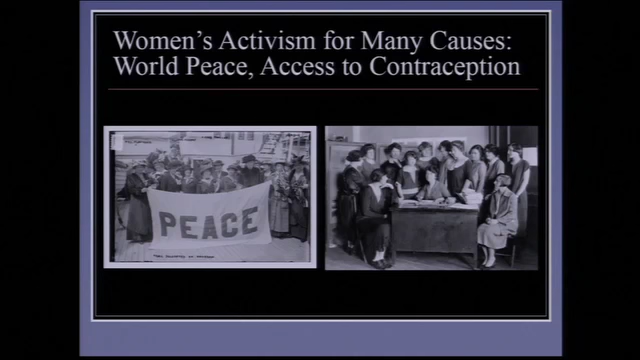 Women's Activism for Many Causes:
World Peace, Access to Contraception
PEACE